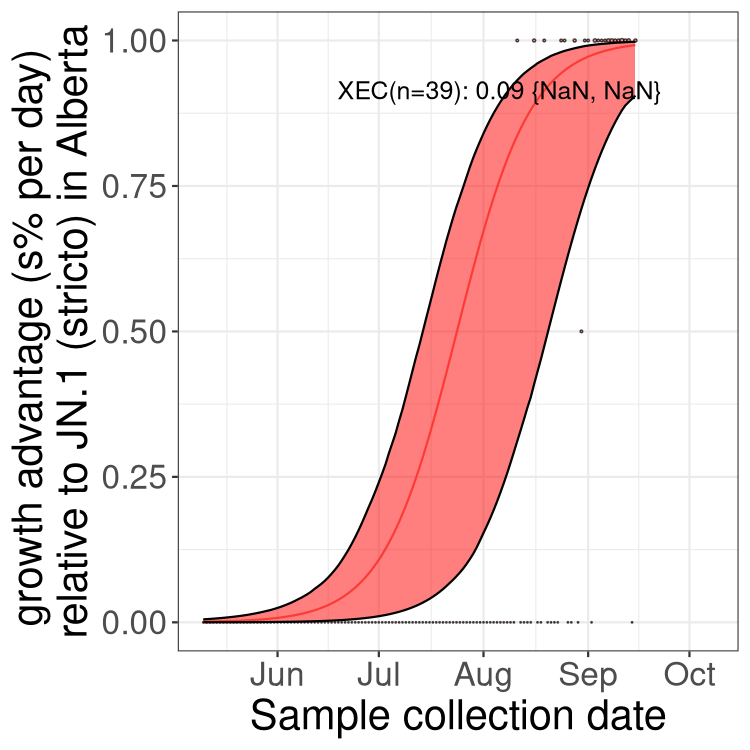 growth advantage (s% per day)
relative to JN.1 (stricto) in Alberta
1.00
0.75
0.50
0.25
0.00
XEC(n=39): 0.09 {NaN, NaN}
Jun Jul Aug Sep Oct
Sample collection date